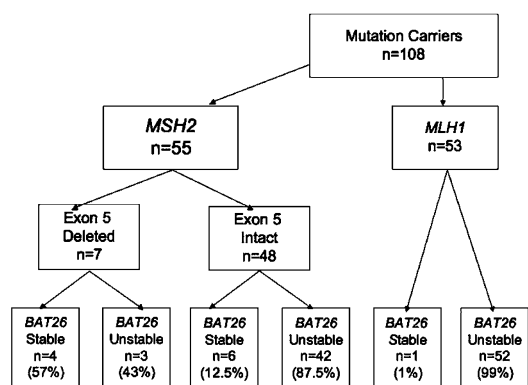 Mutation Carriers
n=108
MSH2
n=55
MLH1
n=53
Exon 5
Deleted
n=7
Exon 5
Intact
n=48
BAT26
Stable
n=4
(57%)
BAT26
Unstable
n=3
(43%)
BAT26
Stable
n=6
(12.5%)
BAT26
Unstable
n=42
(87.5%)
BAT26
Stable
n=1
(1%)
BAT26
Unstable
n=52
(99%)